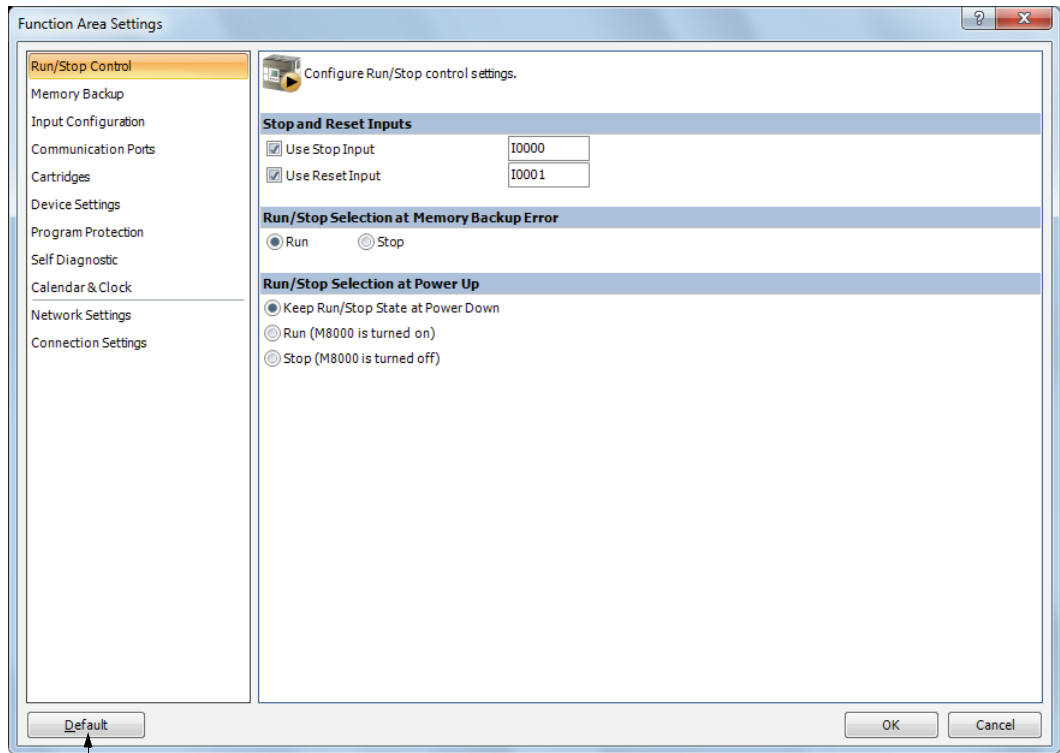 Function Area Settings
Run/Stop Control
Memory Backup
Input Configuration
Communication Ports
Cartridges
Device Settings
Program Protection
Self Diagnostic
Calendar & Clock
Network Settings
Connection Settings
Configure Run/Stop control settings.
Stop and Reset Inputs
Use Stop Input I0000
Use Reset Input I0001
Run/Stop Selection at Memory Backup Error
Run Stop
Run/Stop Selection at Power Up
Keep Run/Stop State at Power Down
Run (M8000 is turned on)
Stop (M8000 is turned off)
Default OK Cancel